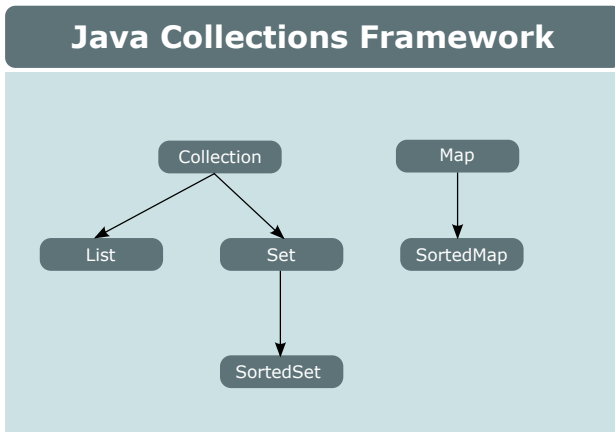 Java Collections Framework
Collection
Map
List
Set
SortedMap
SortedSet